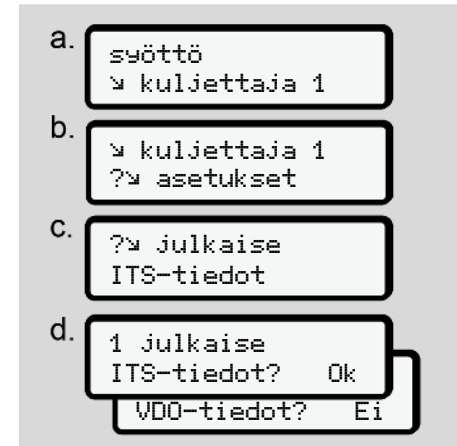 a.
syöttö
↘ kuljettaja 1
b.
↘ kuljettaja 1
?↘ asetukset
c.
?↘ julkaise
ITS-tiedot
d.
1 julkaise
ITS-tiedot? Ok
VDO-tiedot? Ei